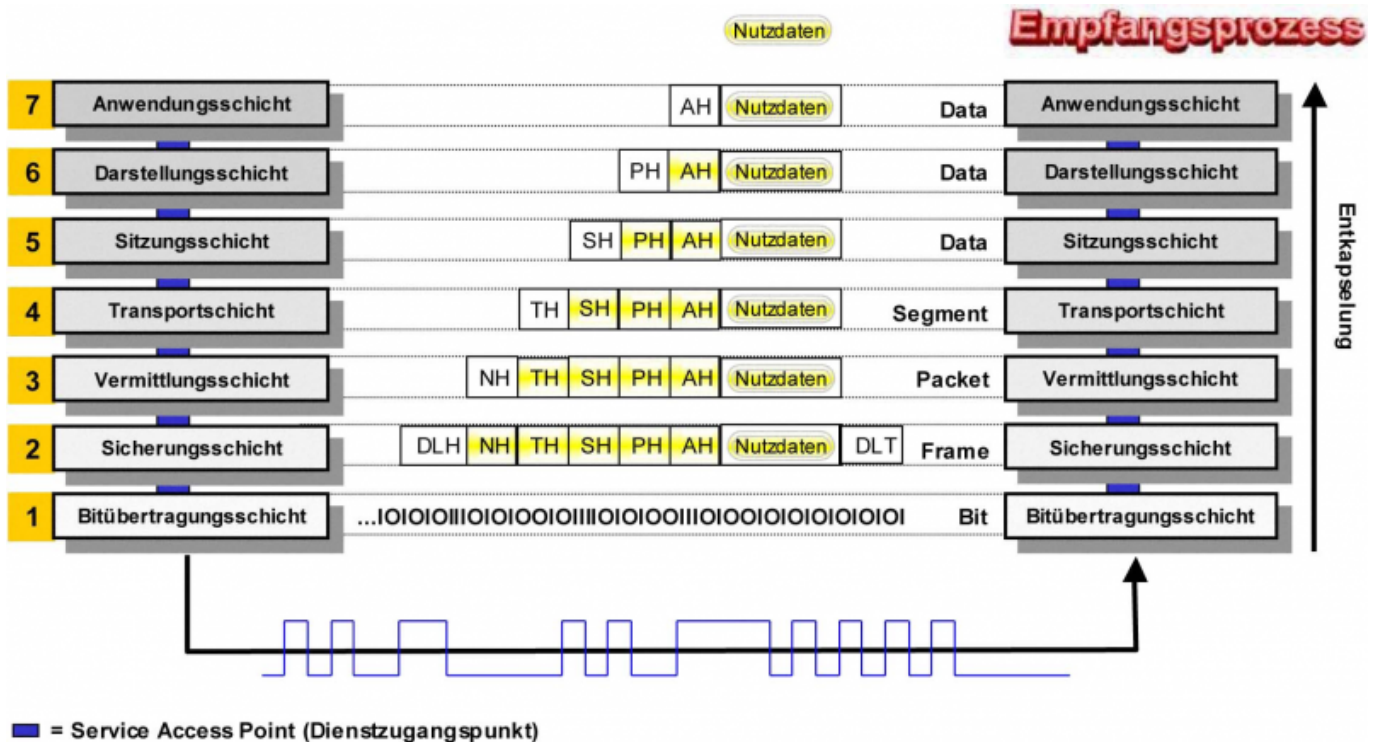 Nutzdaten
Empfangsprozess
7 Anwendungsschicht AH Nutzdaten Data Anwendungsschicht
6 Darstellungsschicht PH AH Nutzdaten Data Darstellungsschicht
5 Sitzungsschicht SH PH AH Nutzdaten Data Sitzungsschicht
4 Transportschicht TH SH PH AH Nutzdaten Segment Transportschicht
3 Vermittlungsschicht NH TH SH PH AH Nutzdaten Packet Vermittlungsschicht
2 Sicherungsschicht DLH NH TH SH PH AH Nutzdaten DLT Frame Sicherungsschicht
1 Bitübertragungsschicht ...IOIOIOIIIOIOIOOIOIIIIOIOIOOIIIOIOOIOIOIOIOIOI Bit Bitübertragungsschicht
Entkapselung
= Service Access Point (Dienstzugangspunkt)